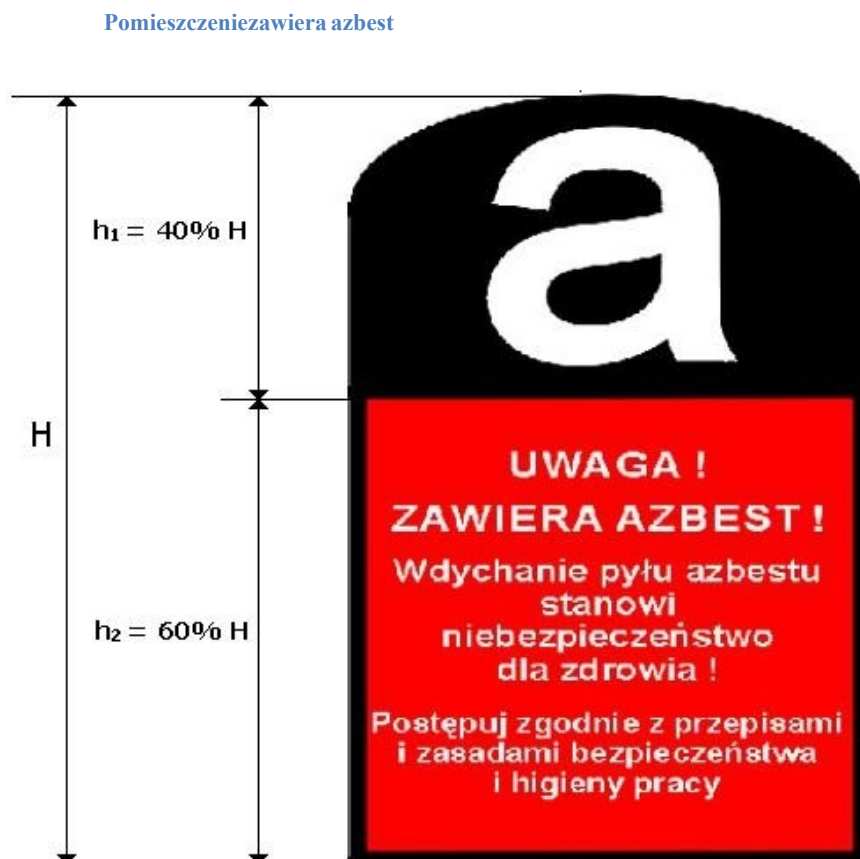 Pomieszczeniezawiera azbest
a
h₁ = 40% H
H
UWAGA !
ZAWIERA AZBEST !
Wdychanie pyłu azbestu
stanowi
niebezpieczeństwo
dla zdrowia !
h₂ = 60% H
Postępuj zgodnie z przepisami
i zasadami bezpieczeństwa
i higieny pracy